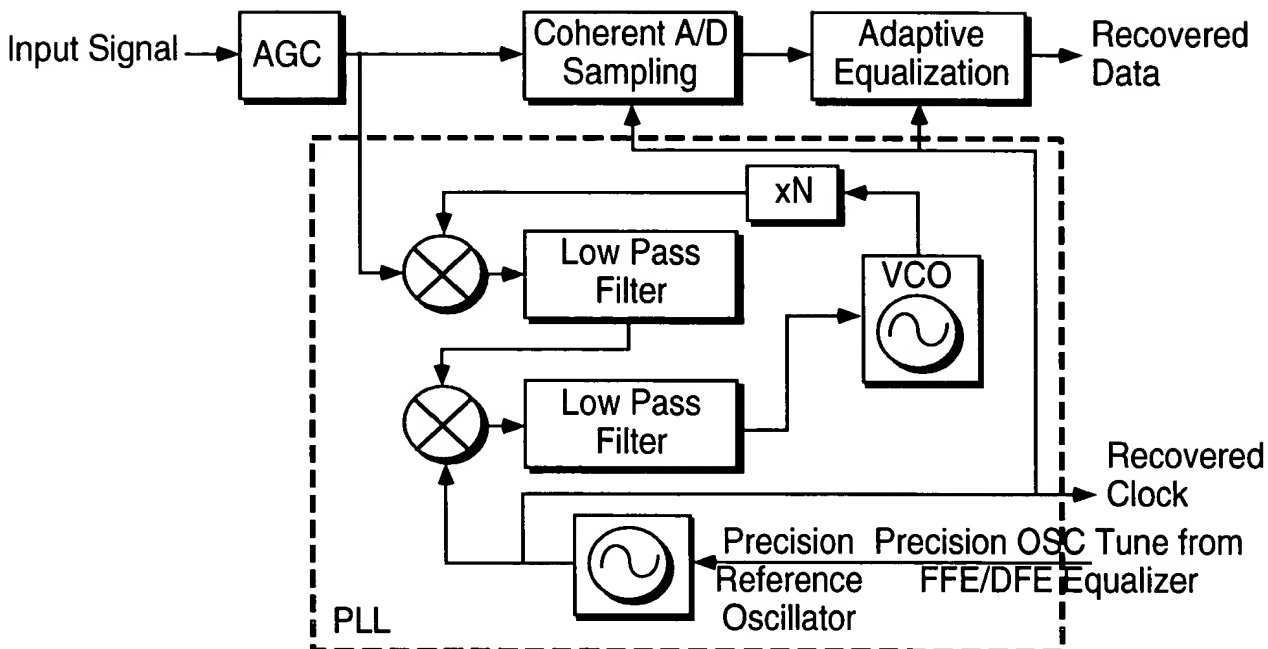 Input Signal
AGC
Coherent A/D
Sampling
Adaptive
Equalization
Recovered
Data
xN
Low Pass
Filter
VCO
Low Pass
Filter
Recovered
Clock
Precision
Reference
Oscillator
Precision OSC Tune from
FFE/DFE Equalizer
PLL